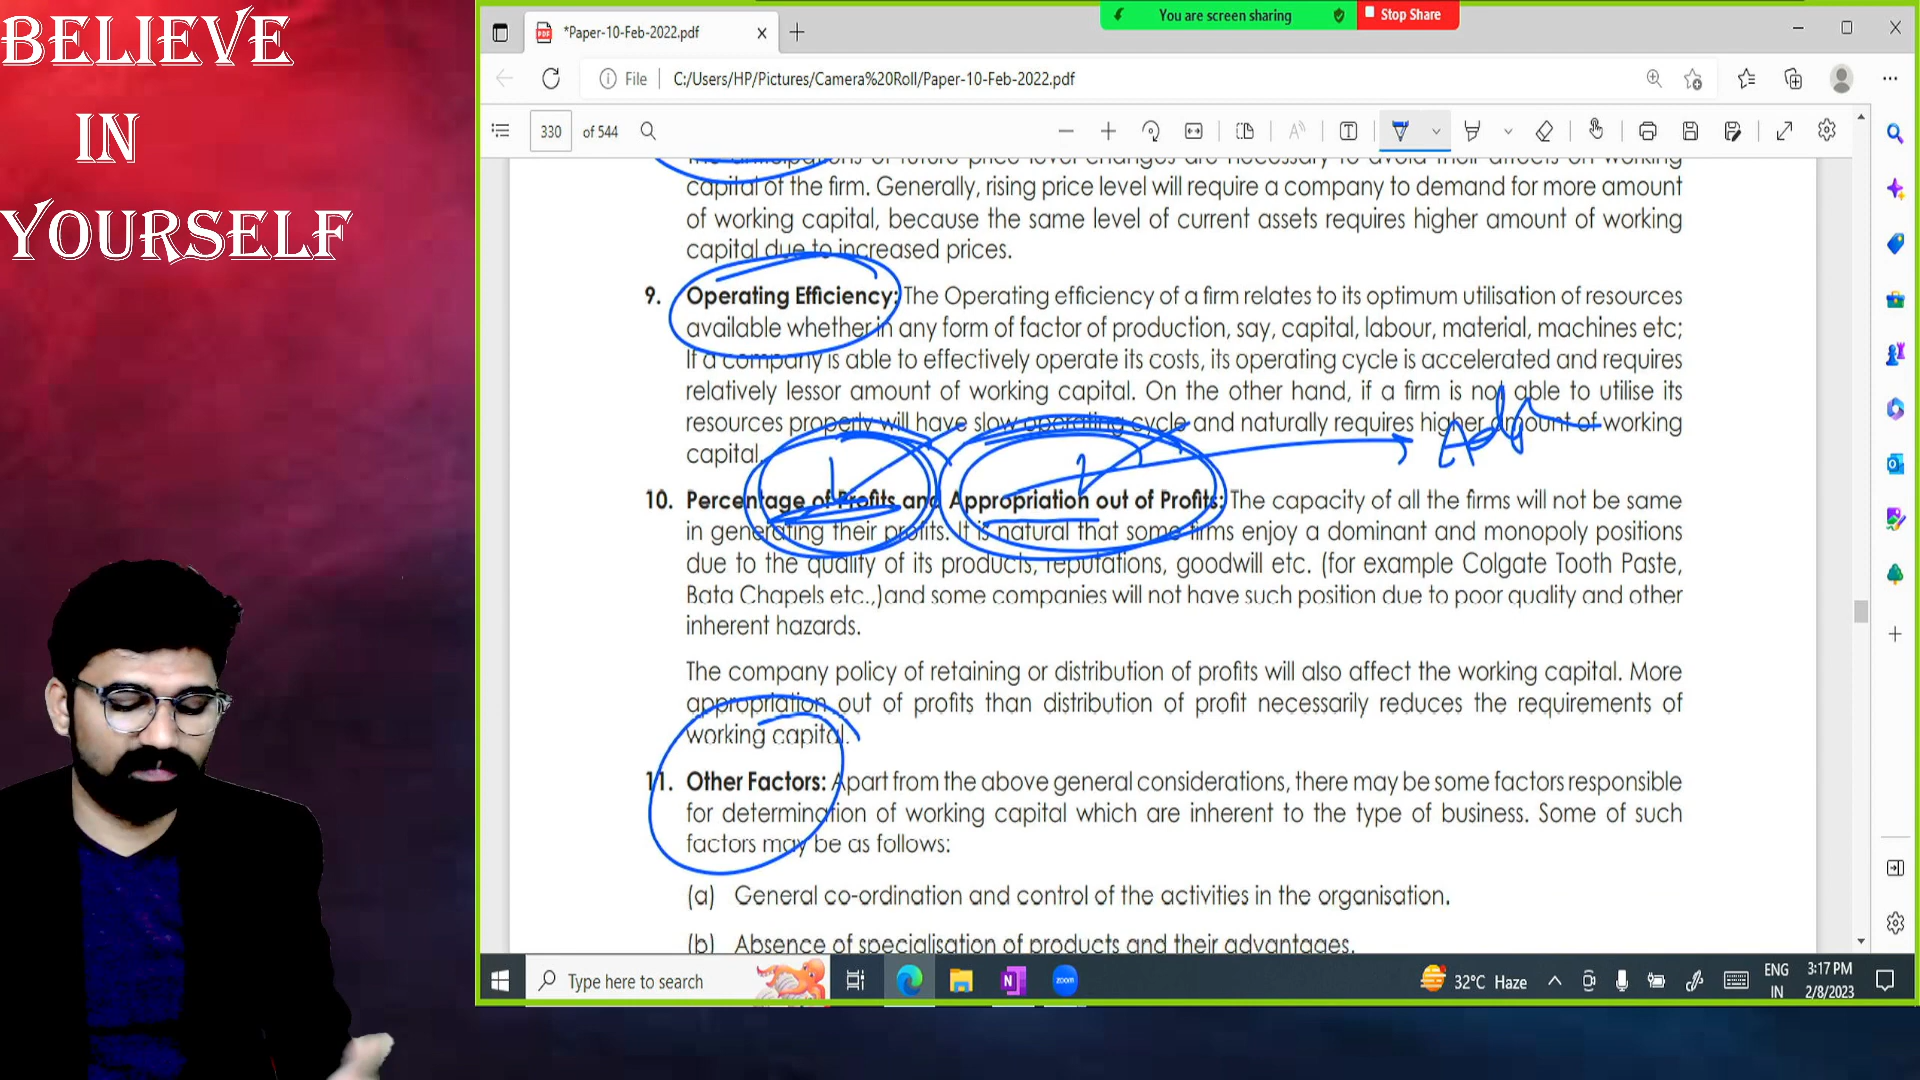 BELIEVE
IN
YOURSELF
You are screen sharing
Stop Share
*Paper-10-Feb-2022.pdf
File
C:/Users/HP/Pictures/Camera%20Roll/Paper-10-Feb-2022.pdf
330 of 544
The anticipations of future price level changes are necessary to avoid their affects on working
capital of the firm. Generally, rising price level will require a company to demand for more amount
of working capital, because the same level of current assets requires higher amount of working
capital due to increased prices.
9. Operating Efficiency: The Operating efficiency of a firm relates to its optimum utilisation of resources
available whether in any form of factor of production, say, capital, labour, material, machines etc;
If a company is able to effectively operate its costs, its operating cycle is accelerated and requires
relatively lessor amount of working capital. On the other hand, if a firm is not able to utilise its
resources properly will have slow operating cycle and naturally requires higher amount of working
capital.
10. Percentage of Profits and Appropriation out of Profits: The capacity of all the firms will not be same
in generating their profits. It is natural that some firms enjoy a dominant and monopoly positions
due to the quality of its products, reputations, goodwill etc. (for example Colgate Tooth Paste,
Bata Chapels etc.,)and some companies will not have such position due to poor quality and other
inherent hazards.
The company policy of retaining or distribution of profits will also affect the working capital. More
appropriation out of profits than distribution of profit necessarily reduces the requirements of
working capital.
11. Other Factors: Apart from the above general considerations, there may be some factors responsible
for determination of working capital which are inherent to the type of business. Some of such
factors may be as follows:
(a) General co-ordination and control of the activities in the organisation.
(b) Absence of specialisation of products and their advantages.
Type here to search
zoom
32°C Haze
ENG
IN
3:17 PM
2/8/2023